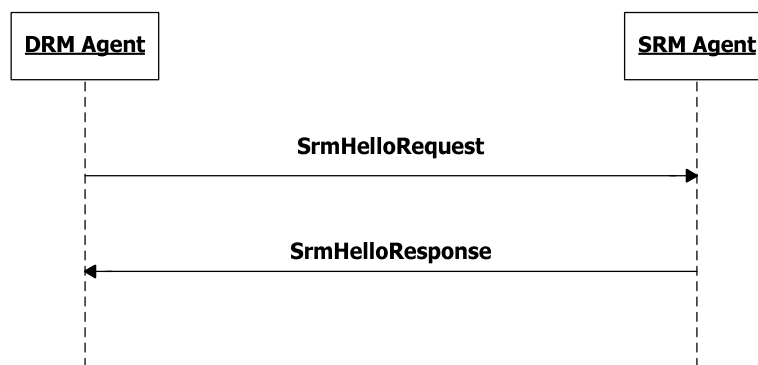 DRM Agent
SRM Agent
SrmHelloRequest
SrmHelloResponse